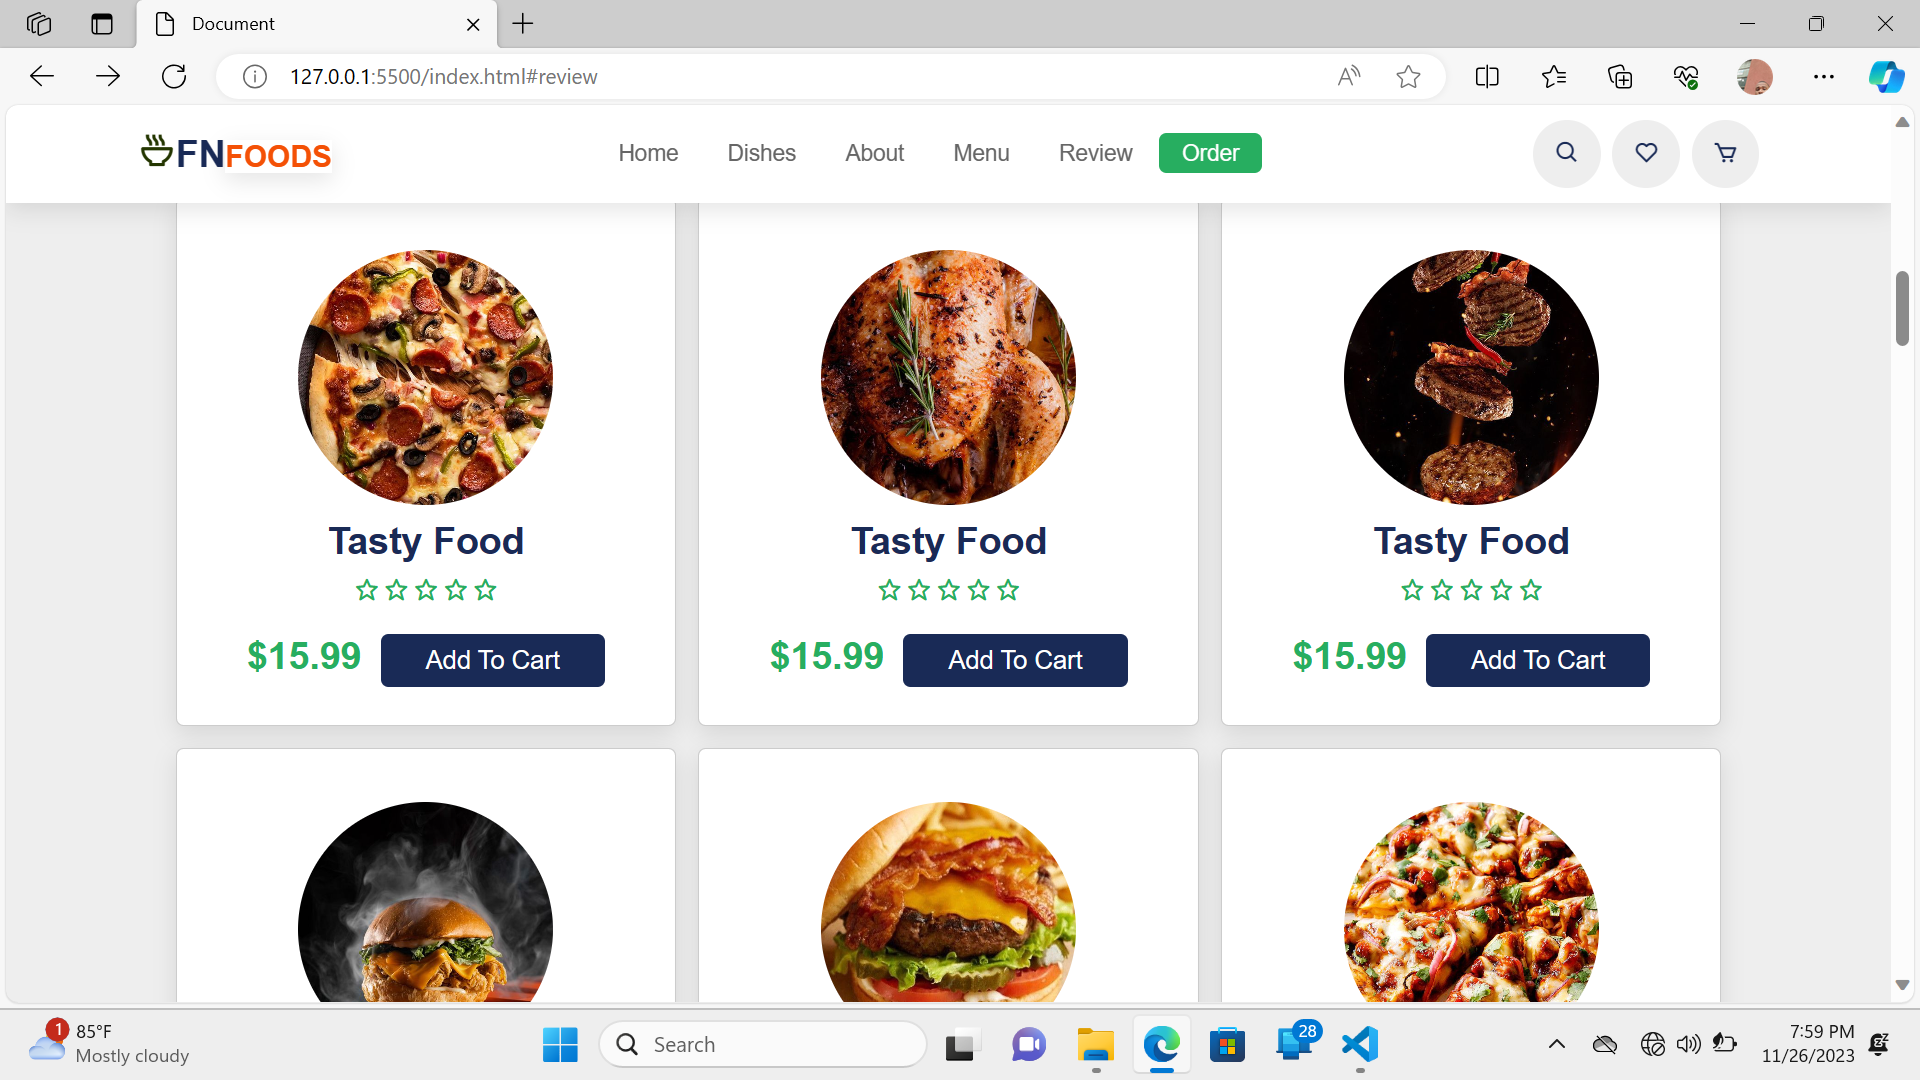 Document
127.0.0.1:5500/index.html#review
FNFOODS
Home Dishes About Menu Review Order
Tasty Food Tasty Food Tasty Food
$15.99 Add To Cart $15.99 Add To Cart $15.99 Add To Cart
1 85°F
Mostly cloudy
Search
28
7:59 PM
11/26/2023